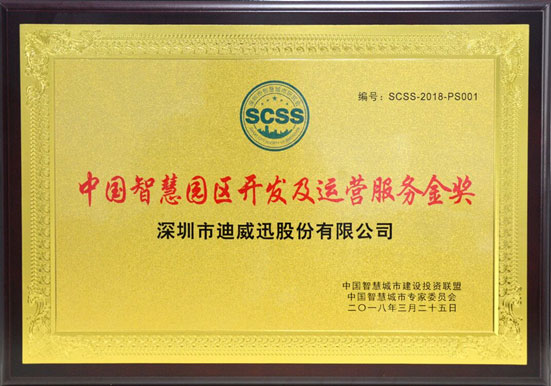 SCSS
编号：SCSS-2018-PS001
中国智慧园区开发及运营服务金奖
深圳市迪威迅股份有限公司
中国智慧城市建设投资联盟
中国智慧城市专家委员会
二〇一八年三月二十五日